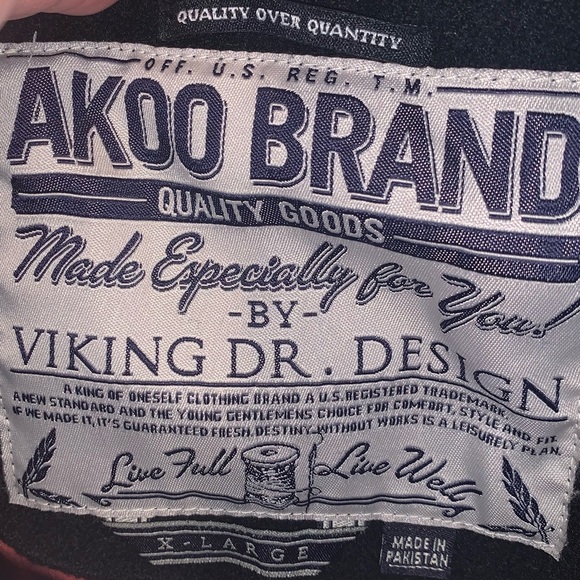 QUALITY OVER QUANTITY
OFF. U.S. REG. T.M.
AKOO BRAND
QUALITY GOODS
Made Especially for You!
-BY-
VIKING DR. DESIGN
A KING OF ONESELF CLOTHING BRAND A U.S. REGISTERED TRADEMARK.
A NEW STANDARD AND THE YOUNG GENTLEMENS CHOICE FOR COMFORT, STYLE AND FIT.
IF WE MADE IT, IT'S GUARANTEED FRESH. DESTINY WITHOUT WORKS IS A LEISURELY PLAN.
Live Full Live Well
X-LARGE
MADE IN
PAKISTAN